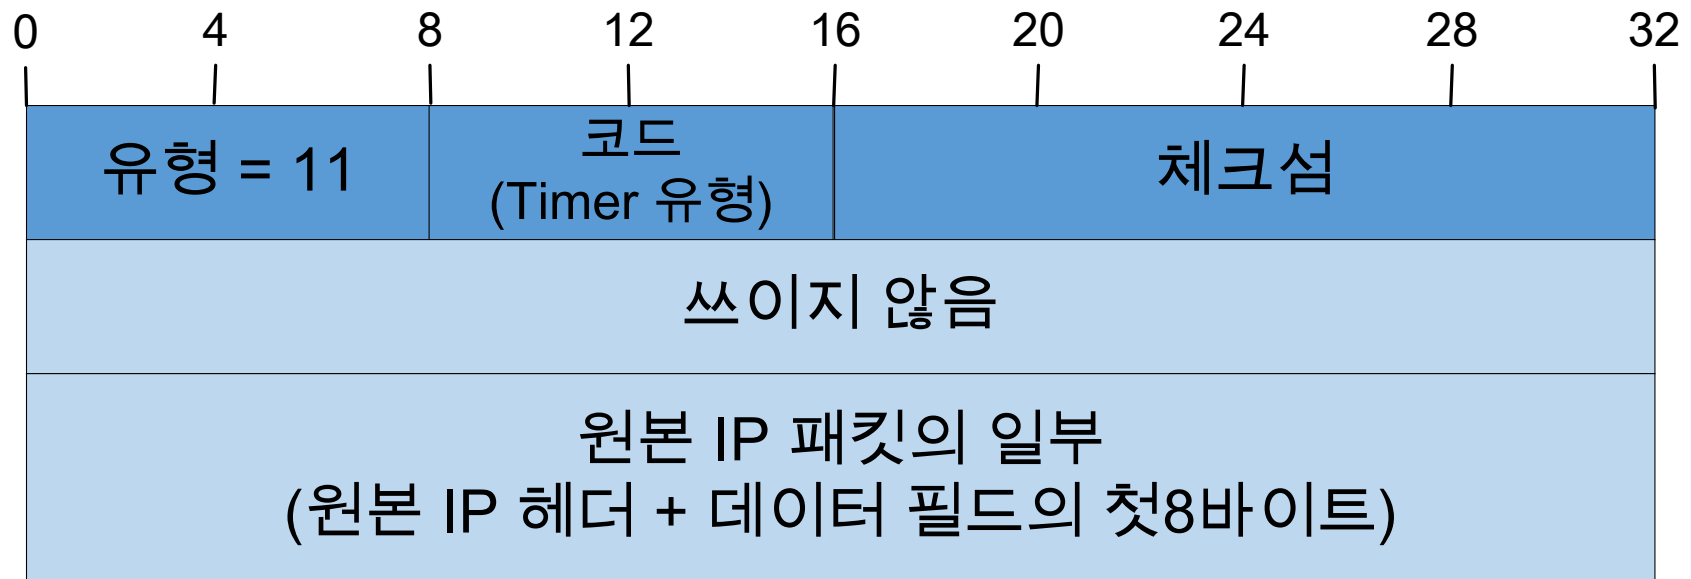 0 4 8 12 16 20 24 28 32
유형 = 11
코드
(Timer 유형)
체크섬
쓰이지 않음
원본 IP 패킷의 일부
(원본 IP 헤더 + 데이터 필드의 첫8바이트)